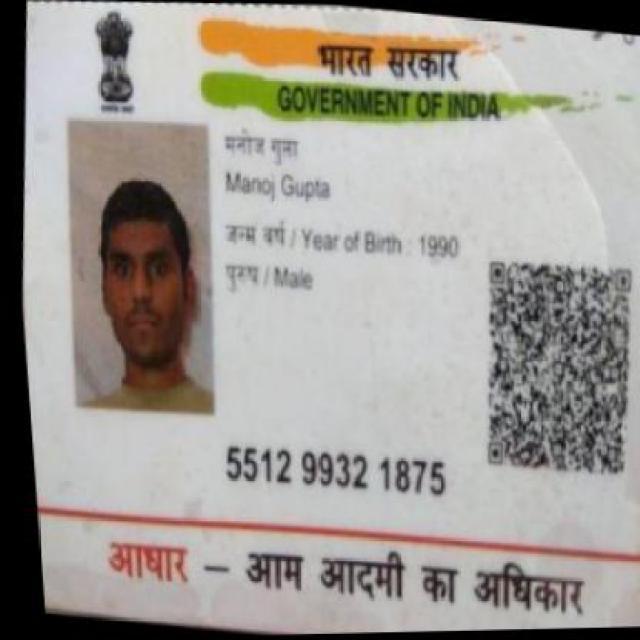 भारत सरकार
GOVERNMENT OF INDIA
मनोज गुप्ता
Manoj Gupta
जन्म वर्ष / Year of Birth : 1990
पुरुष / Male
5512 9932 1875
आधार – आम आदमी का अधिकार